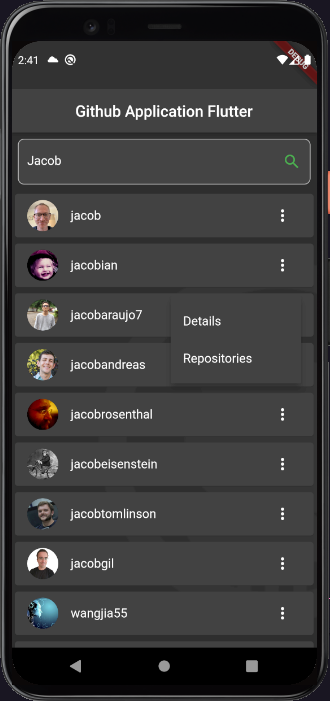 2:41
DEBUG
Github Application Flutter
Jacob
jacob
jacobian
jacobaraujo7
Details
jacobandreas
Repositories
jacobrosenthal
jacobeisenstein
jacobtomlinson
jacobgil
wangjia55